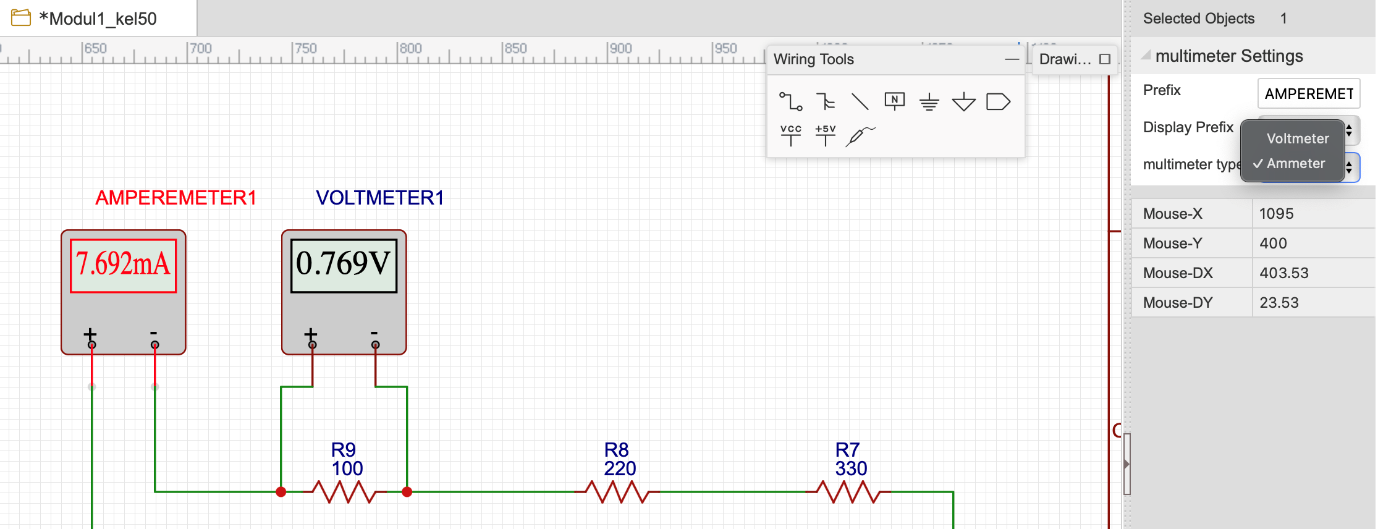 *Modul1_kel50
Selected Objects 1
650 700 750 800 850 900 950
Wiring Tools
Drawi...
multimeter Settings
Prefix AMPEREMET
Display Prefix
multimeter type
Voltmeter
✓ Ammeter
N
VCC +5V
Mouse-X 1095
Mouse-Y 400
Mouse-DX 403.53
Mouse-DY 23.53
AMPEREMETER1 VOLTMETER1
7.692mA 0.769V
+ - + -
R9 R8 R7
100 220 330